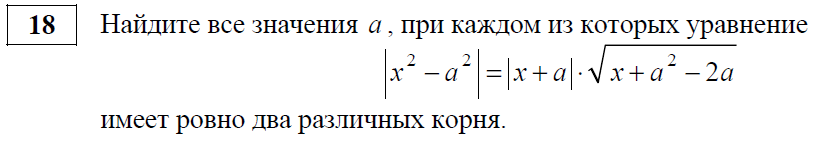 18 Найдите все значения a , при каждом из которых уравнение
|x² − a²| = |x + a| · √(x + a² − 2a)
имеет ровно два различных корня.